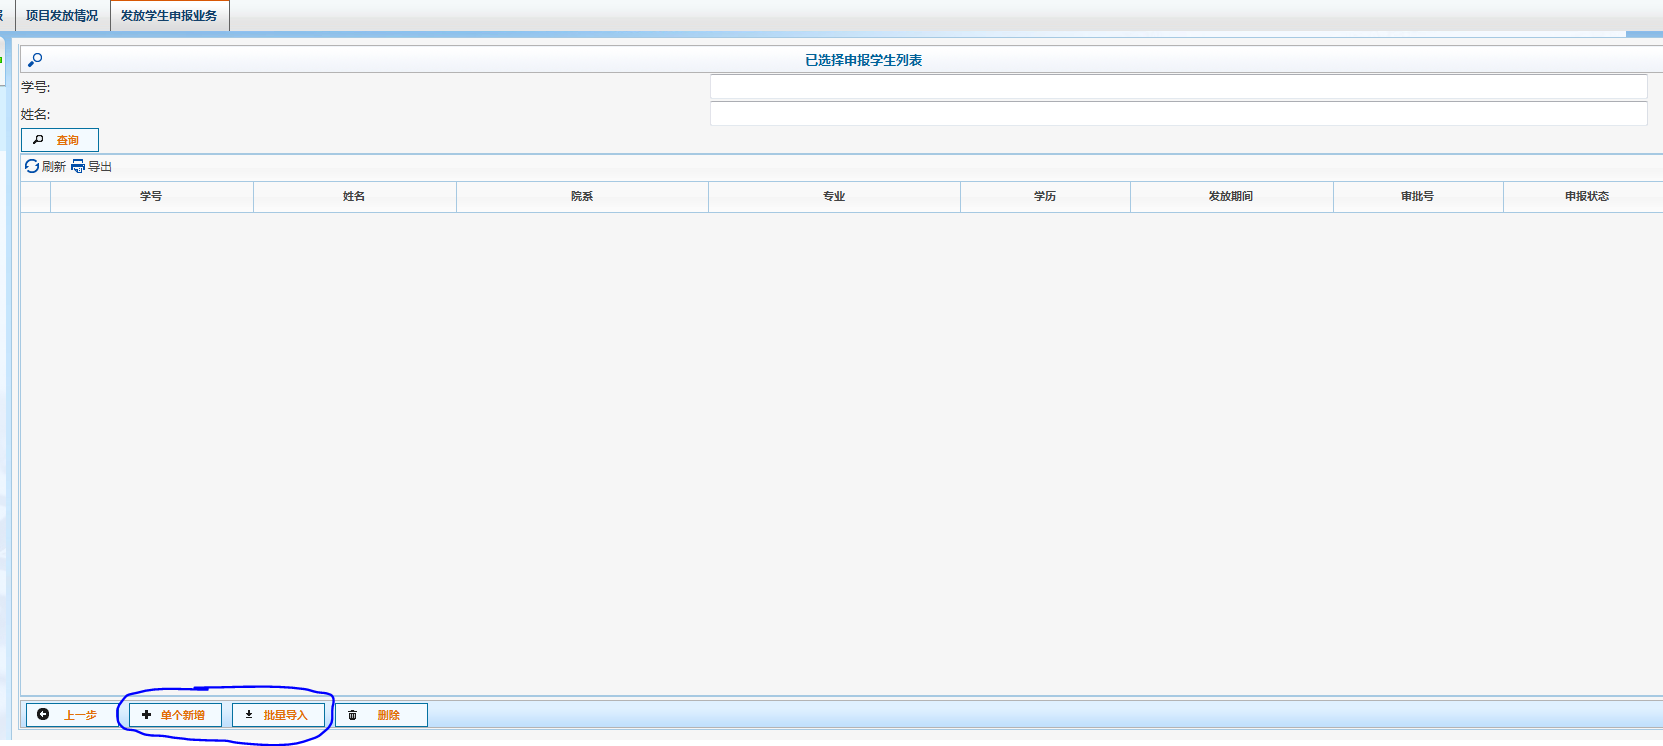 项目发放情况 发放学生申报业务
已选择申报学生列表
学号:
姓名:
查询
刷新 导出
学号 姓名 院系 专业 学历 发放期间 审批号 申报状态
上一步 单个新增 批量导入 删除